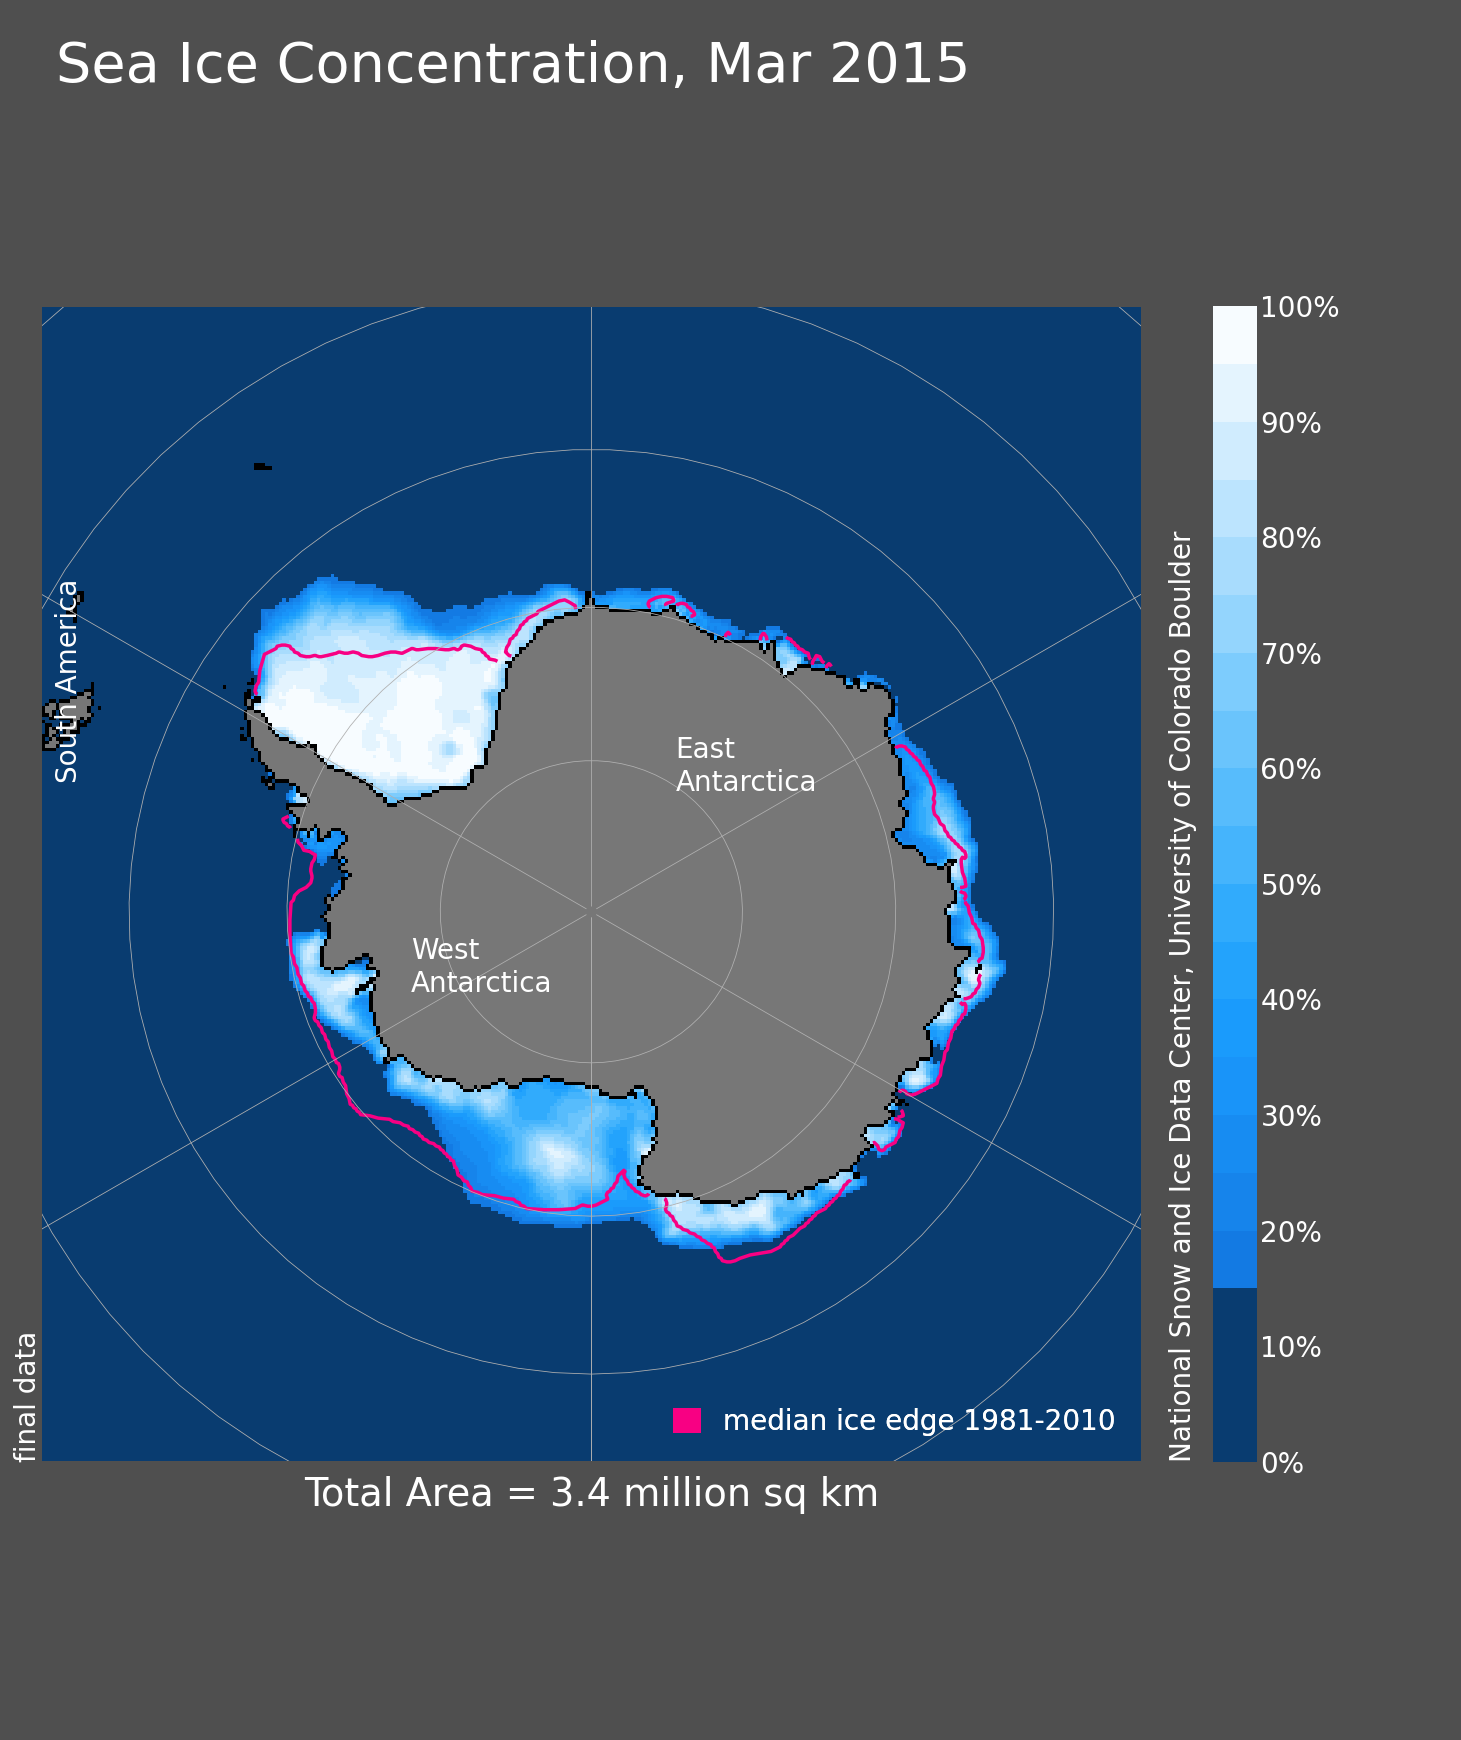 Sea Ice Concentration, Mar 2015
South America
East
Antarctica
West
Antarctica
median ice edge 1981-2010
final data
Total Area = 3.4 million sq km
National Snow and Ice Data Center, University of Colorado Boulder
100%
90%
80%
70%
60%
50%
40%
30%
20%
10%
0%